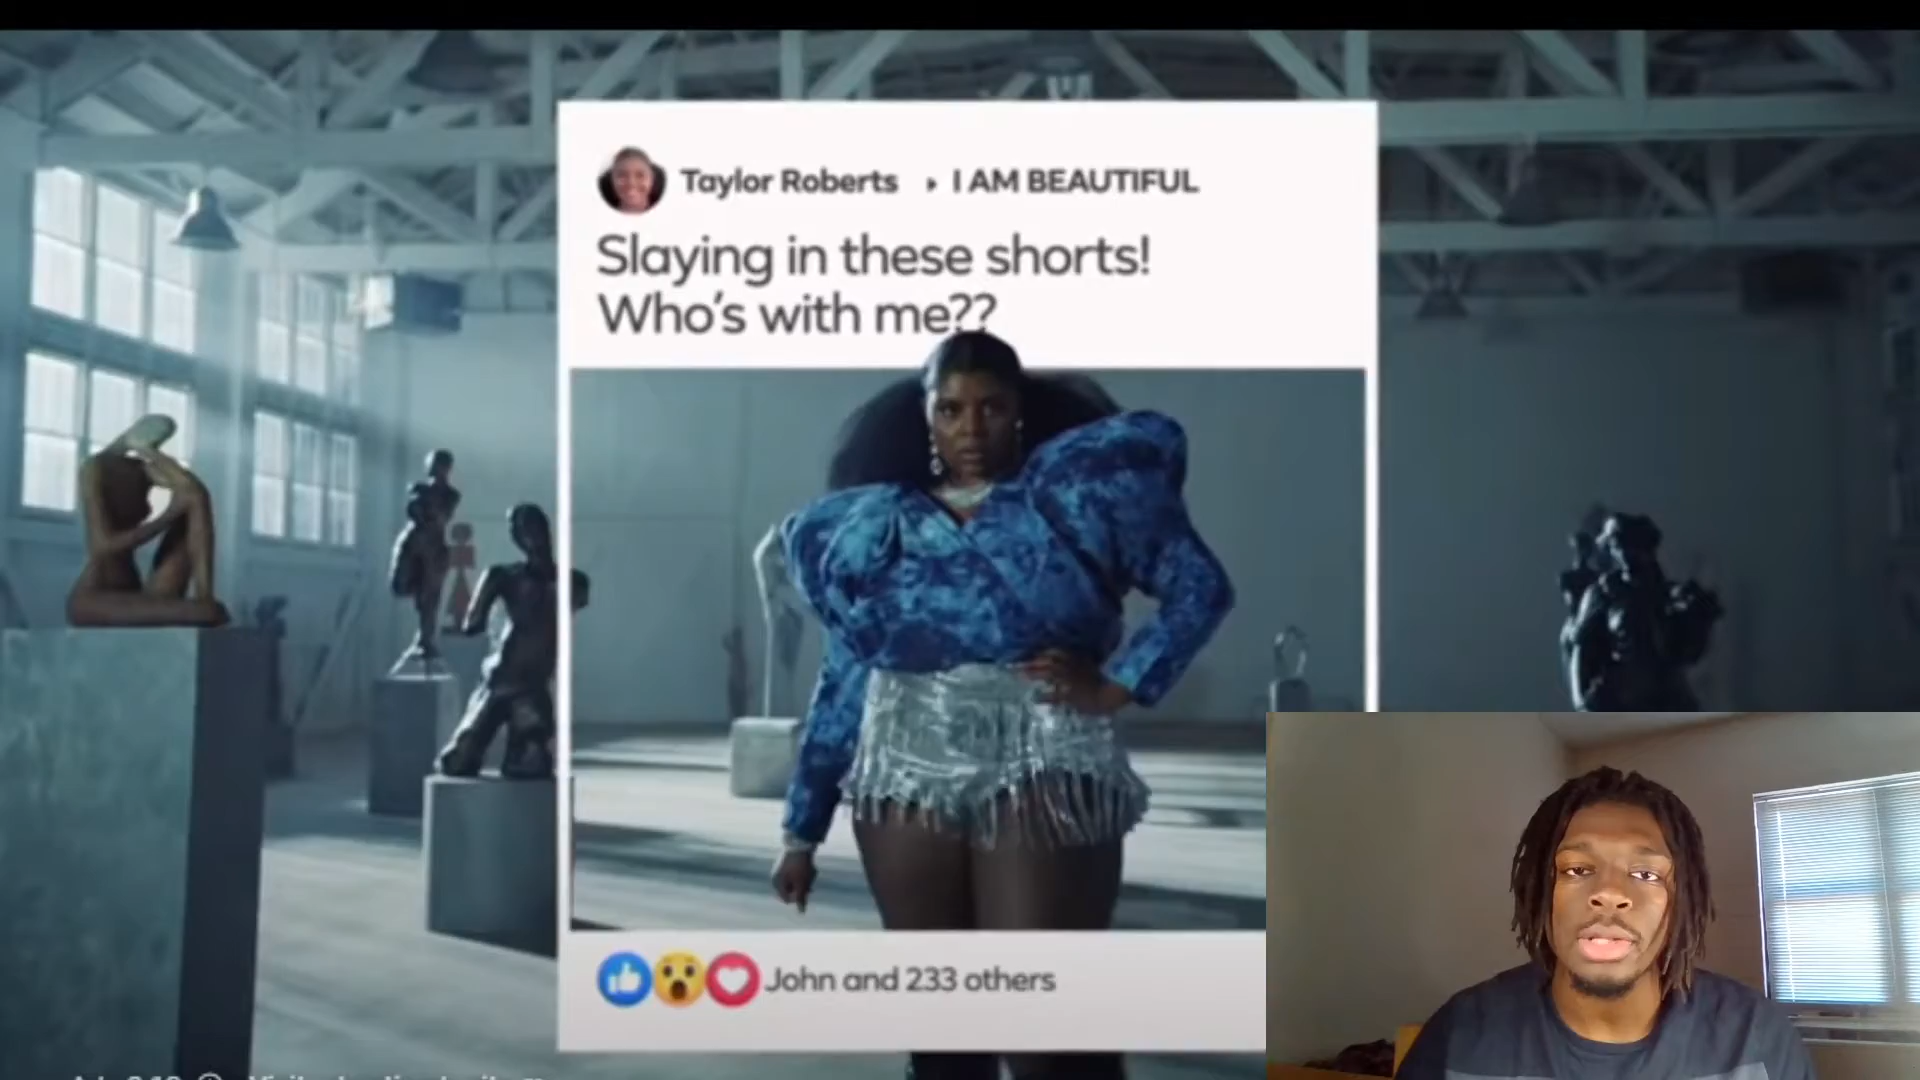 Taylor Roberts ▸ I AM BEAUTIFUL
Slaying in these shorts!
Who's with me??
John and 233 others